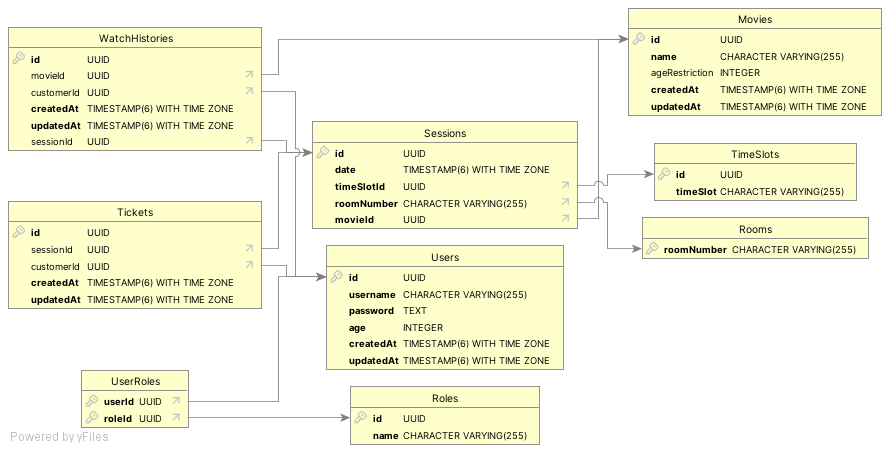 WatchHistories
id UUID
movieId UUID
customerId UUID
createdAt TIMESTAMP(6) WITH TIME ZONE
updatedAt TIMESTAMP(6) WITH TIME ZONE
sessionId UUID
Movies
id UUID
name CHARACTER VARYING(255)
ageRestriction INTEGER
createdAt TIMESTAMP(6) WITH TIME ZONE
updatedAt TIMESTAMP(6) WITH TIME ZONE
Sessions
id UUID
date TIMESTAMP(6) WITH TIME ZONE
timeSlotId UUID
roomNumber CHARACTER VARYING(255)
movieId UUID
TimeSlots
id UUID
timeSlot CHARACTER VARYING(255)
Tickets
id UUID
sessionId UUID
customerId UUID
createdAt TIMESTAMP(6) WITH TIME ZONE
updatedAt TIMESTAMP(6) WITH TIME ZONE
Rooms
roomNumber CHARACTER VARYING(255)
Users
id UUID
username CHARACTER VARYING(255)
password TEXT
age INTEGER
createdAt TIMESTAMP(6) WITH TIME ZONE
updatedAt TIMESTAMP(6) WITH TIME ZONE
UserRoles
userId UUID
roleId UUID
Roles
id UUID
name CHARACTER VARYING(255)
Powered by yFiles